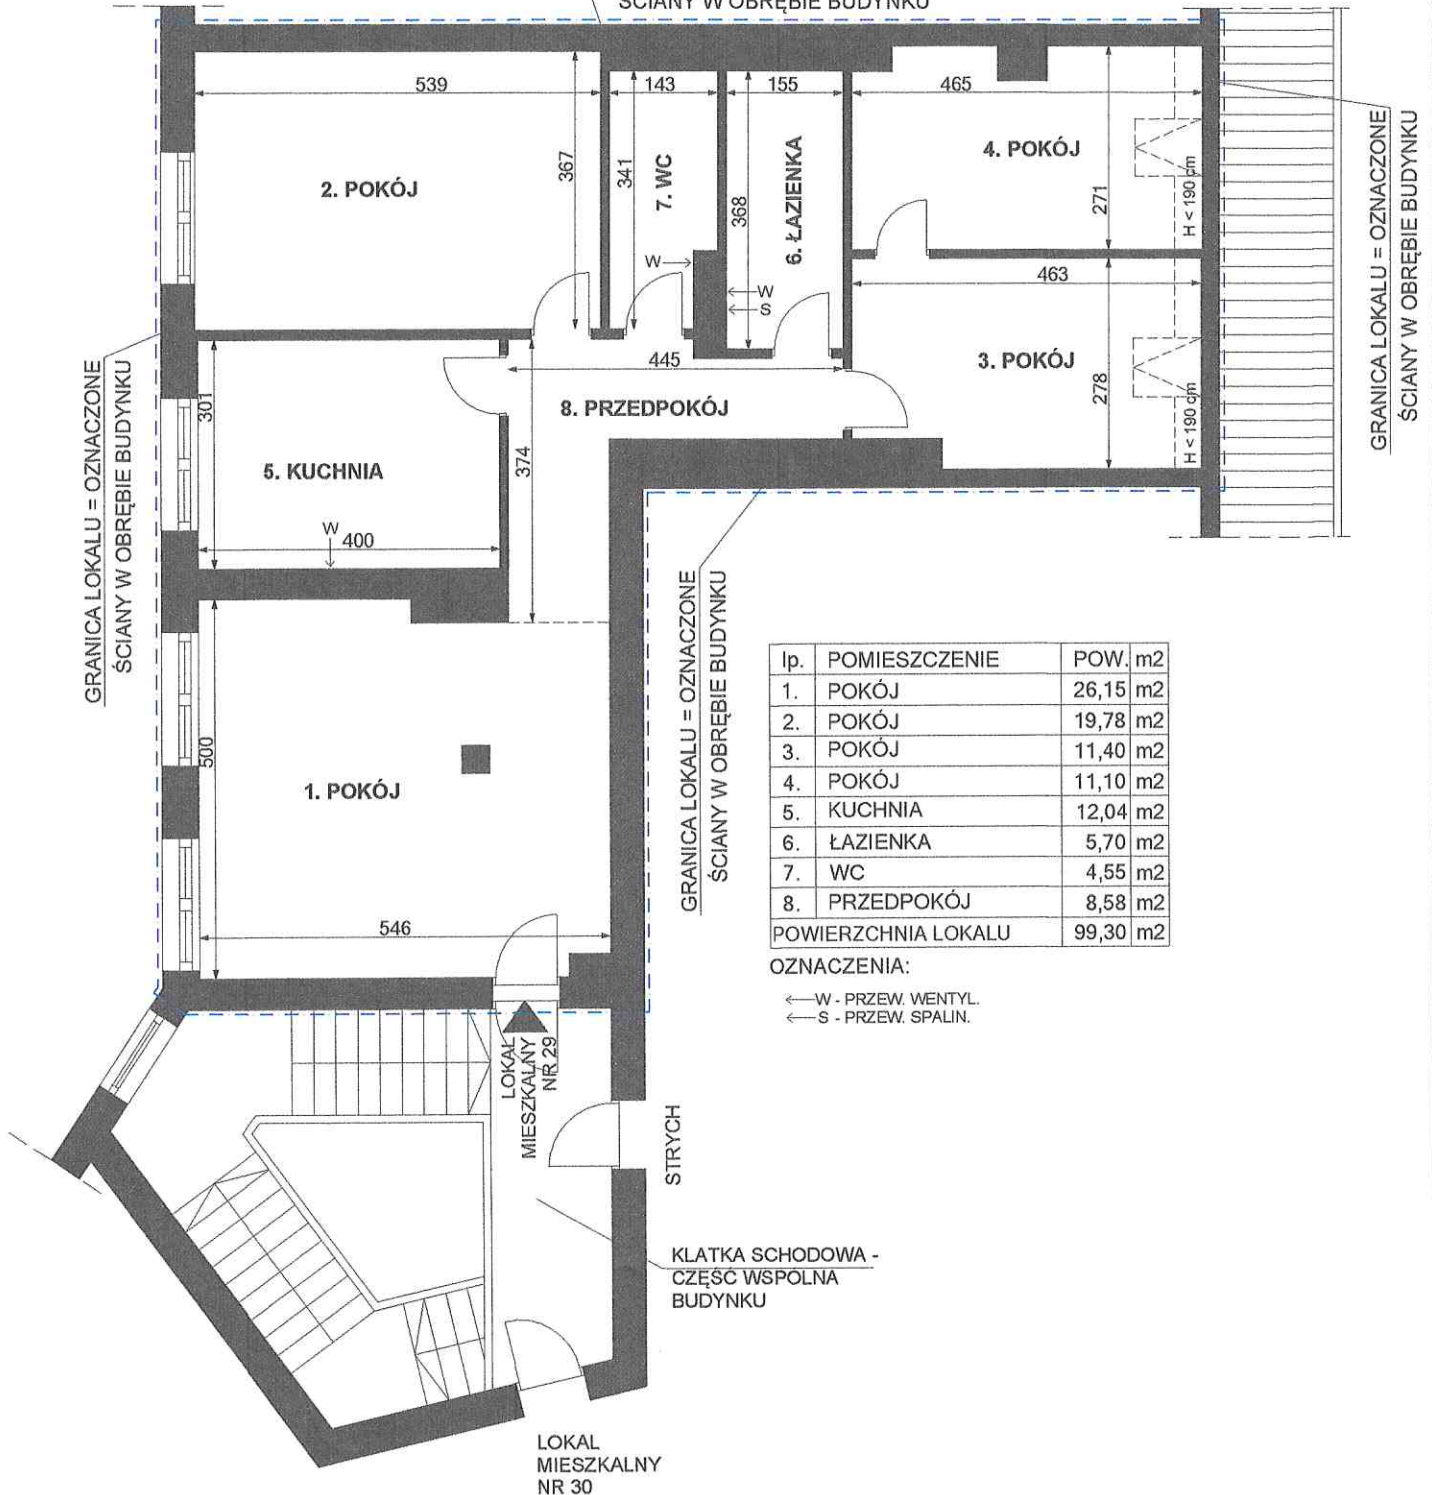 ŚCIANY W OBRĘBIE BUDYNKU
539
143
155
465
GRANICA LOKALU = OZNACZONE
ŚCIANY W OBRĘBIE BUDYNKU
2. POKÓJ
367
341
7. WC
368
6. ŁAZIENKA
4. POKÓJ
271
H < 190 cm
W
W
S
463
GRANICA LOKALU = OZNACZONE
ŚCIANY W OBRĘBIE BUDYNKU
301
445
3. POKÓJ
278
H < 190 cm
8. PRZEDPOKÓJ
374
5. KUCHNIA
W
400
GRANICA LOKALU = OZNACZONE
ŚCIANY W OBRĘBIE BUDYNKU
500
1. POKÓJ
546
lp. POMIESZCZENIE POW. m2
1. POKÓJ 26,15 m2
2. POKÓJ 19,78 m2
3. POKÓJ 11,40 m2
4. POKÓJ 11,10 m2
5. KUCHNIA 12,04 m2
6. ŁAZIENKA 5,70 m2
7. WC 4,55 m2
8. PRZEDPOKÓJ 8,58 m2
POWIERZCHNIA LOKALU 99,30 m2
OZNACZENIA:
W - PRZEW. WENTYL.
S - PRZEW. SPALIN.
LOKAL
MIESZKALNY
NR 29
STRYCH
KLATKA SCHODOWA -
CZĘŚĆ WSPÓLNA
BUDYNKU
LOKAL
MIESZKALNY
NR 30